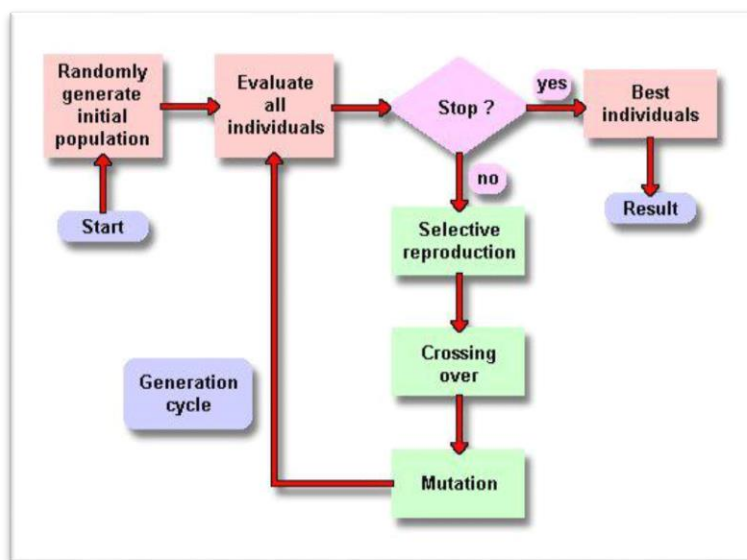 Randomly
generate
initial
population
Evaluate
all
individuals
Stop ?
yes
Best
individuals
no
Start
Result
Selective
reproduction
Crossing
over
Generation
cycle
Mutation